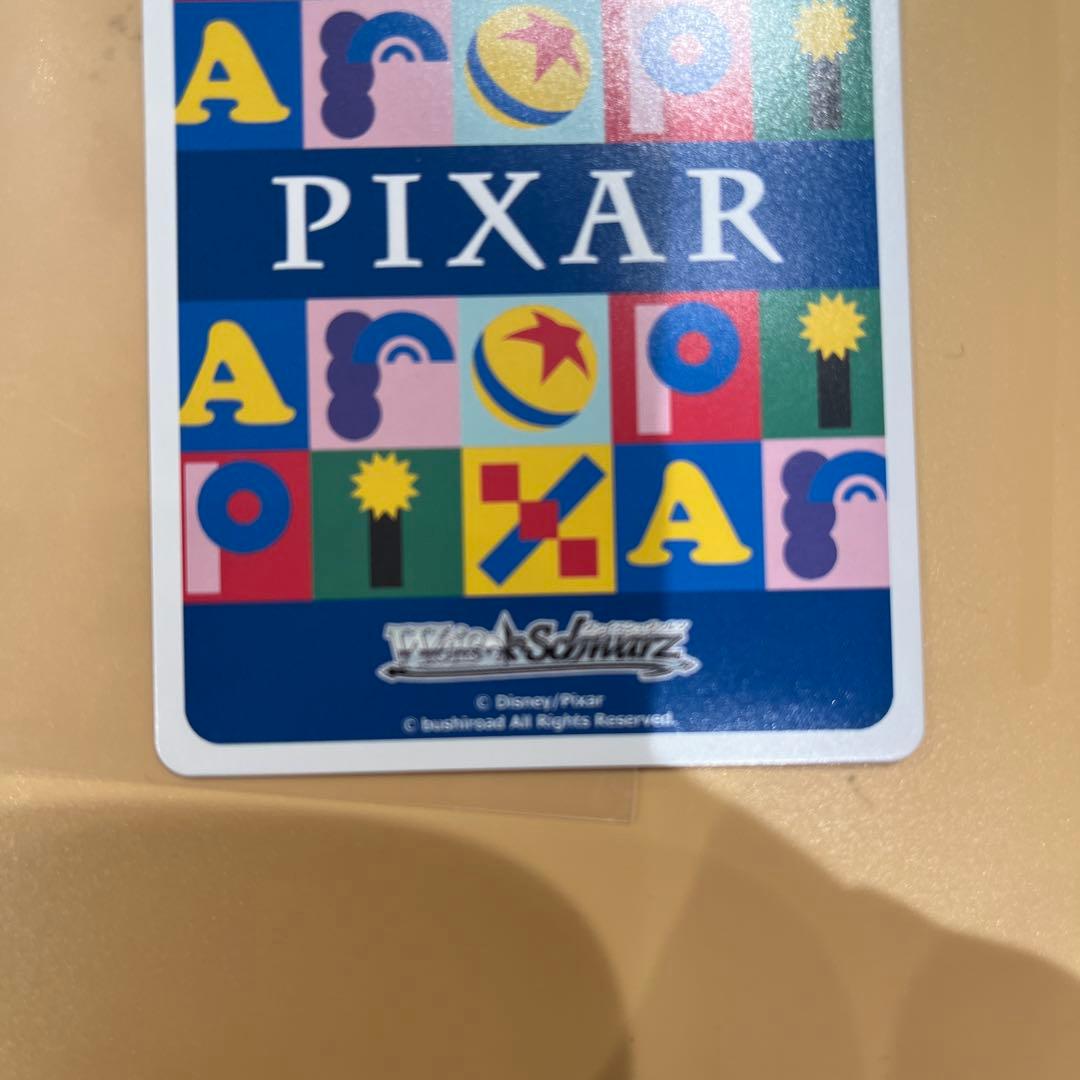 A r p i
PIXAR
A r p i
p i x A r
Weiß Schwarz
© Disney/Pixar
© bushiroad All Rights Reserved.